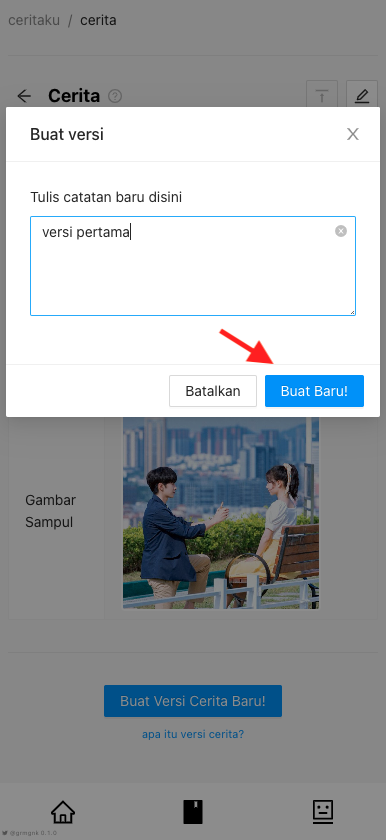 ceritaku / cerita
Cerita
Buat versi
Tulis catatan baru disini
versi pertama
Batalkan
Buat Baru!
Gambar
Sampul
Buat Versi Cerita Baru!
apa itu versi cerita?
@grmgnk 0.1.0